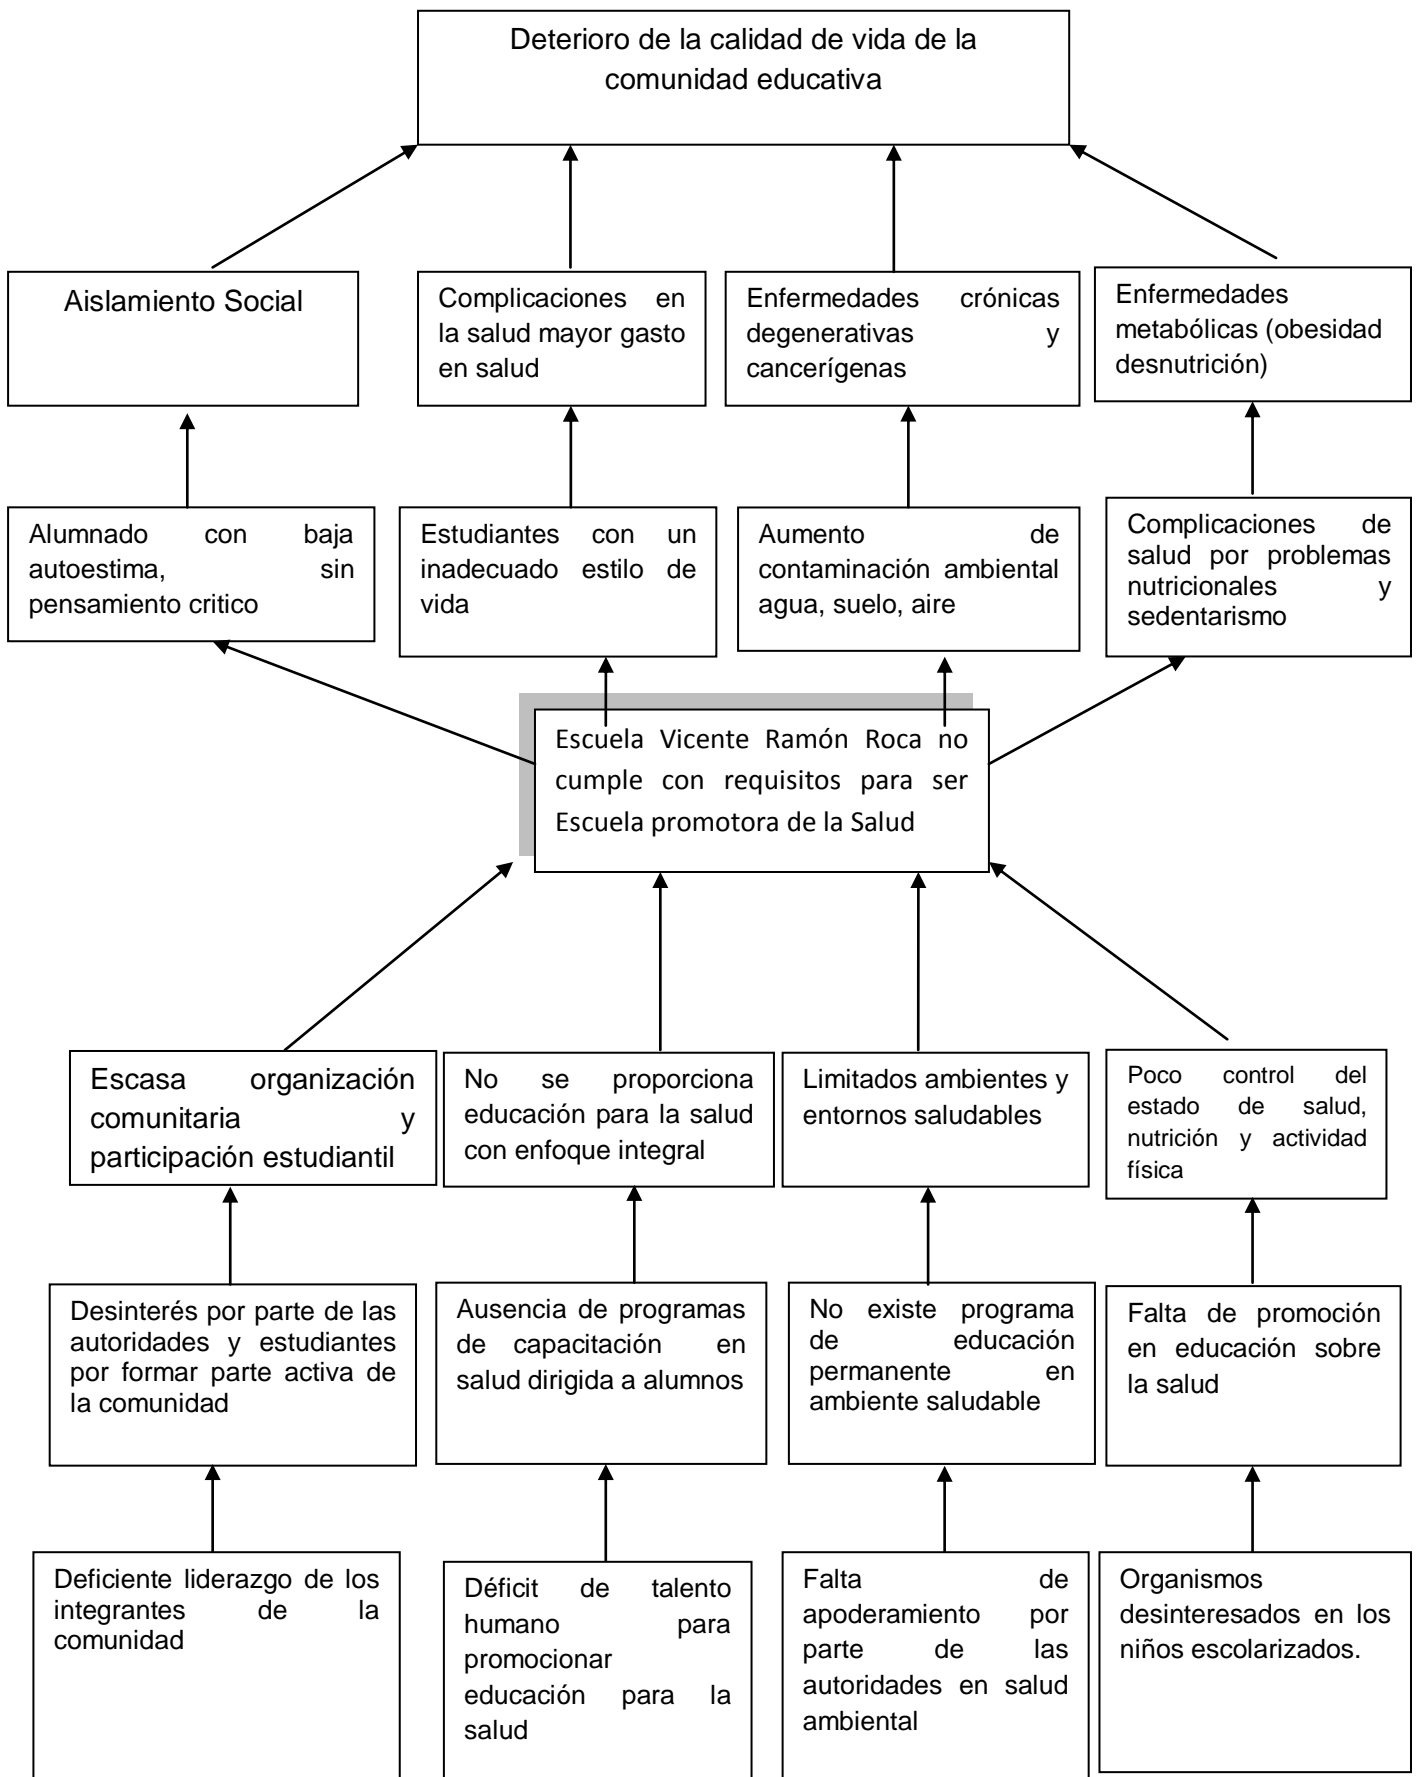 Deterioro de la calidad de vida de la
comunidad educativa
Aislamiento Social
Complicaciones en
la salud mayor gasto
en salud
Enfermedades crónicas
degenerativas y
cancerígenas
Enfermedades
metabólicas (obesidad
desnutrición)
Alumnado con baja
autoestima, sin
pensamiento critico
Estudiantes con un
inadecuado estilo de
vida
Aumento de
contaminación ambiental
agua, suelo, aire
Complicaciones de
salud por problemas
nutricionales y
sedentarismo
Escuela Vicente Ramón Roca no
cumple con requisitos para ser
Escuela promotora de la Salud
Escasa organización
comunitaria y
participación estudiantil
No se proporciona
educación para la salud
con enfoque integral
Limitados ambientes y
entornos saludables
Poco control del
estado de salud,
nutrición y actividad
física
Desinterés por parte de las
autoridades y estudiantes
por formar parte activa de
la comunidad
Ausencia de programas
de capacitación en
salud dirigida a alumnos
No existe programa
de educación
permanente en
ambiente saludable
Falta de promoción
en educación sobre
la salud
Deficiente liderazgo de los
integrantes de la
comunidad
Déficit de talento
humano para
promocionar
educación para la
salud
Falta de
apoderamiento por
parte de las
autoridades en salud
ambiental
Organismos
desinteresados en los
niños escolarizados.